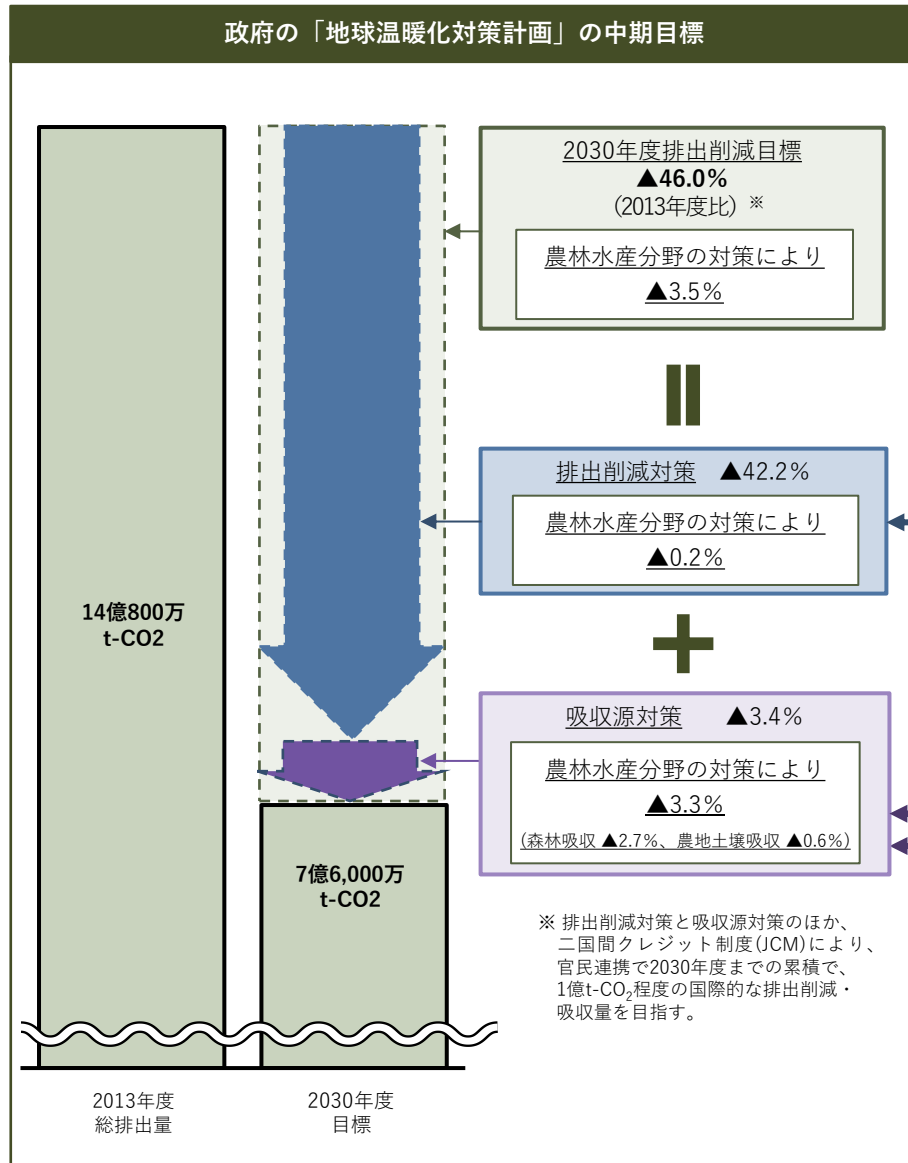 政府の「地球温暖化対策計画」の中期目標
2030年度排出削減目標
▲46.0%
(2013年度比) ※
農林水産分野の対策により
▲3.5%
排出削減対策 ▲42.2%
農林水産分野の対策により
▲0.2%
14億800万
t-CO2
吸収源対策 ▲3.4%
農林水産分野の対策により
▲3.3%
(森林吸収 ▲2.7%、農地土壌吸収 ▲0.6%)
7億6,000万
t-CO2
※ 排出削減対策と吸収源対策のほか、
二国間クレジット制度(JCM)により、
官民連携で2030年度までの累積で、
1億t-CO₂程度の国際的な排出削減・
吸収量を目指す。
2013年度
総排出量
2030年度
目標